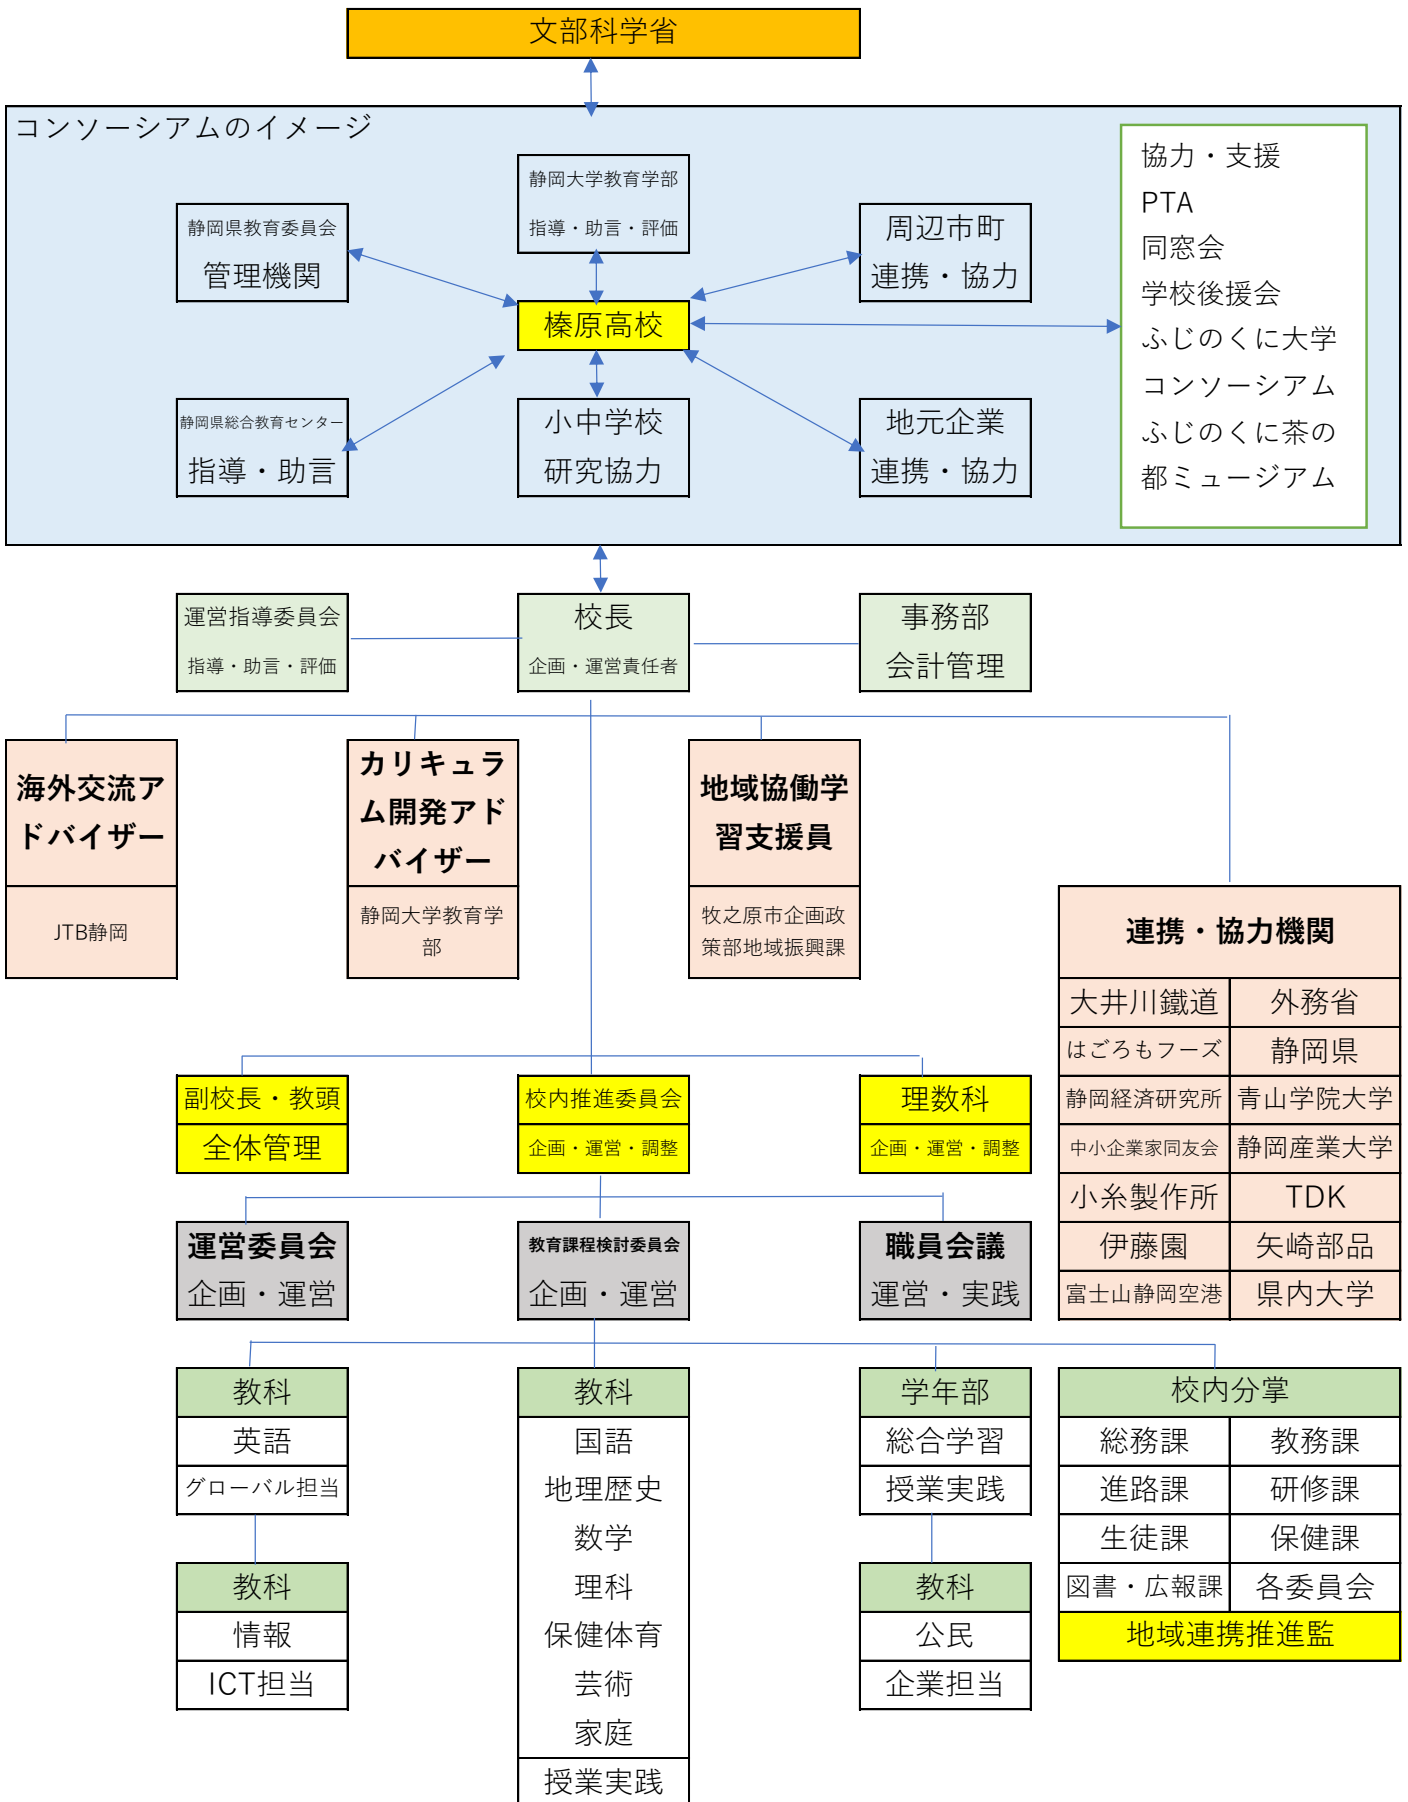 文部科学省
コンソーシアムのイメージ
静岡県教育委員会
管理機関
静岡大学教育学部
指導・助言・評価
周辺市町
連携・協力
榛原高校
静岡県総合教育センター
指導・助言
小中学校
研究協力
地元企業
連携・協力
協力・支援
PTA
同窓会
学校後援会
ふじのくに大学
コンソーシアム
ふじのくに茶の
都ミュージアム
運営指導委員会
指導・助言・評価
校長
企画・運営責任者
事務部
会計管理
海外交流ア
ドバイザー
JTB静岡
カリキュラ
ム開発アド
バイザー
静岡大学教育学
部
地域協働学
習支援員
牧之原市企画政
策部地域振興課
連携・協力機関
大井川鐵道
外務省
はごろもフーズ
静岡県
静岡経済研究所
青山学院大学
中小企業家同友会
静岡産業大学
小糸製作所
TDK
伊藤園
矢崎部品
富士山静岡空港
県内大学
副校長・教頭
全体管理
校内推進委員会
企画・運営・調整
理数科
企画・運営・調整
運営委員会
企画・運営
教育課程検討委員会
企画・運営
職員会議
運営・実践
教科
英語
グローバル担当
教科
情報
ICT担当
教科
国語
地理歴史
数学
理科
保健体育
芸術
家庭
授業実践
学年部
総合学習
授業実践
教科
公民
企業担当
校内分掌
総務課
教務課
進路課
研修課
生徒課
保健課
図書・広報課
各委員会
地域連携推進監